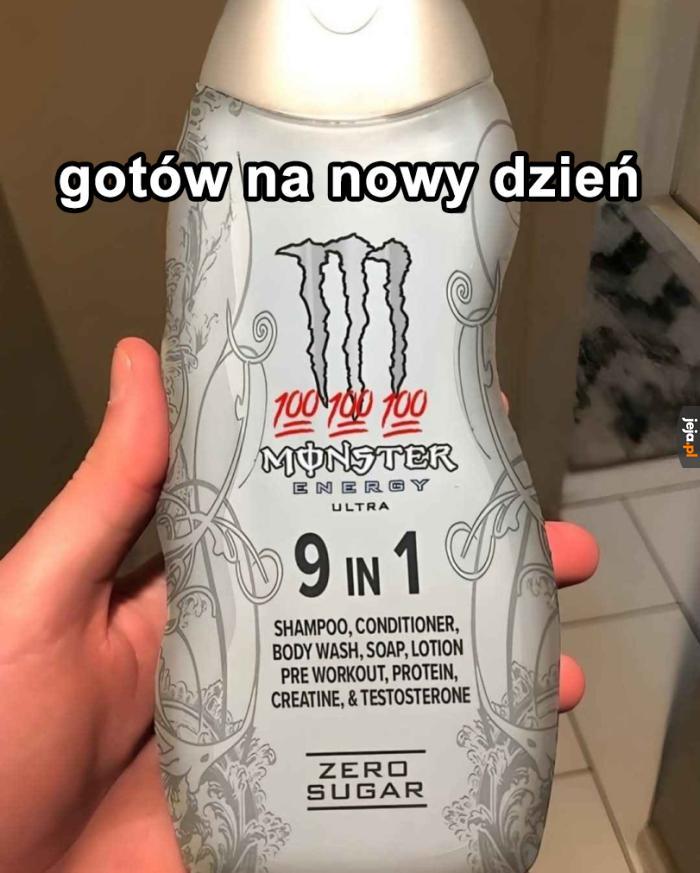 gotów na nowy dzień
100 100 100
MONSTER
ENERGY
ULTRA
9 IN 1
SHAMPOO, CONDITIONER,
BODY WASH, SOAP, LOTION
PRE WORKOUT, PROTEIN,
CREATINE, & TESTOSTERONE
ZERO
SUGAR
jeja.pl